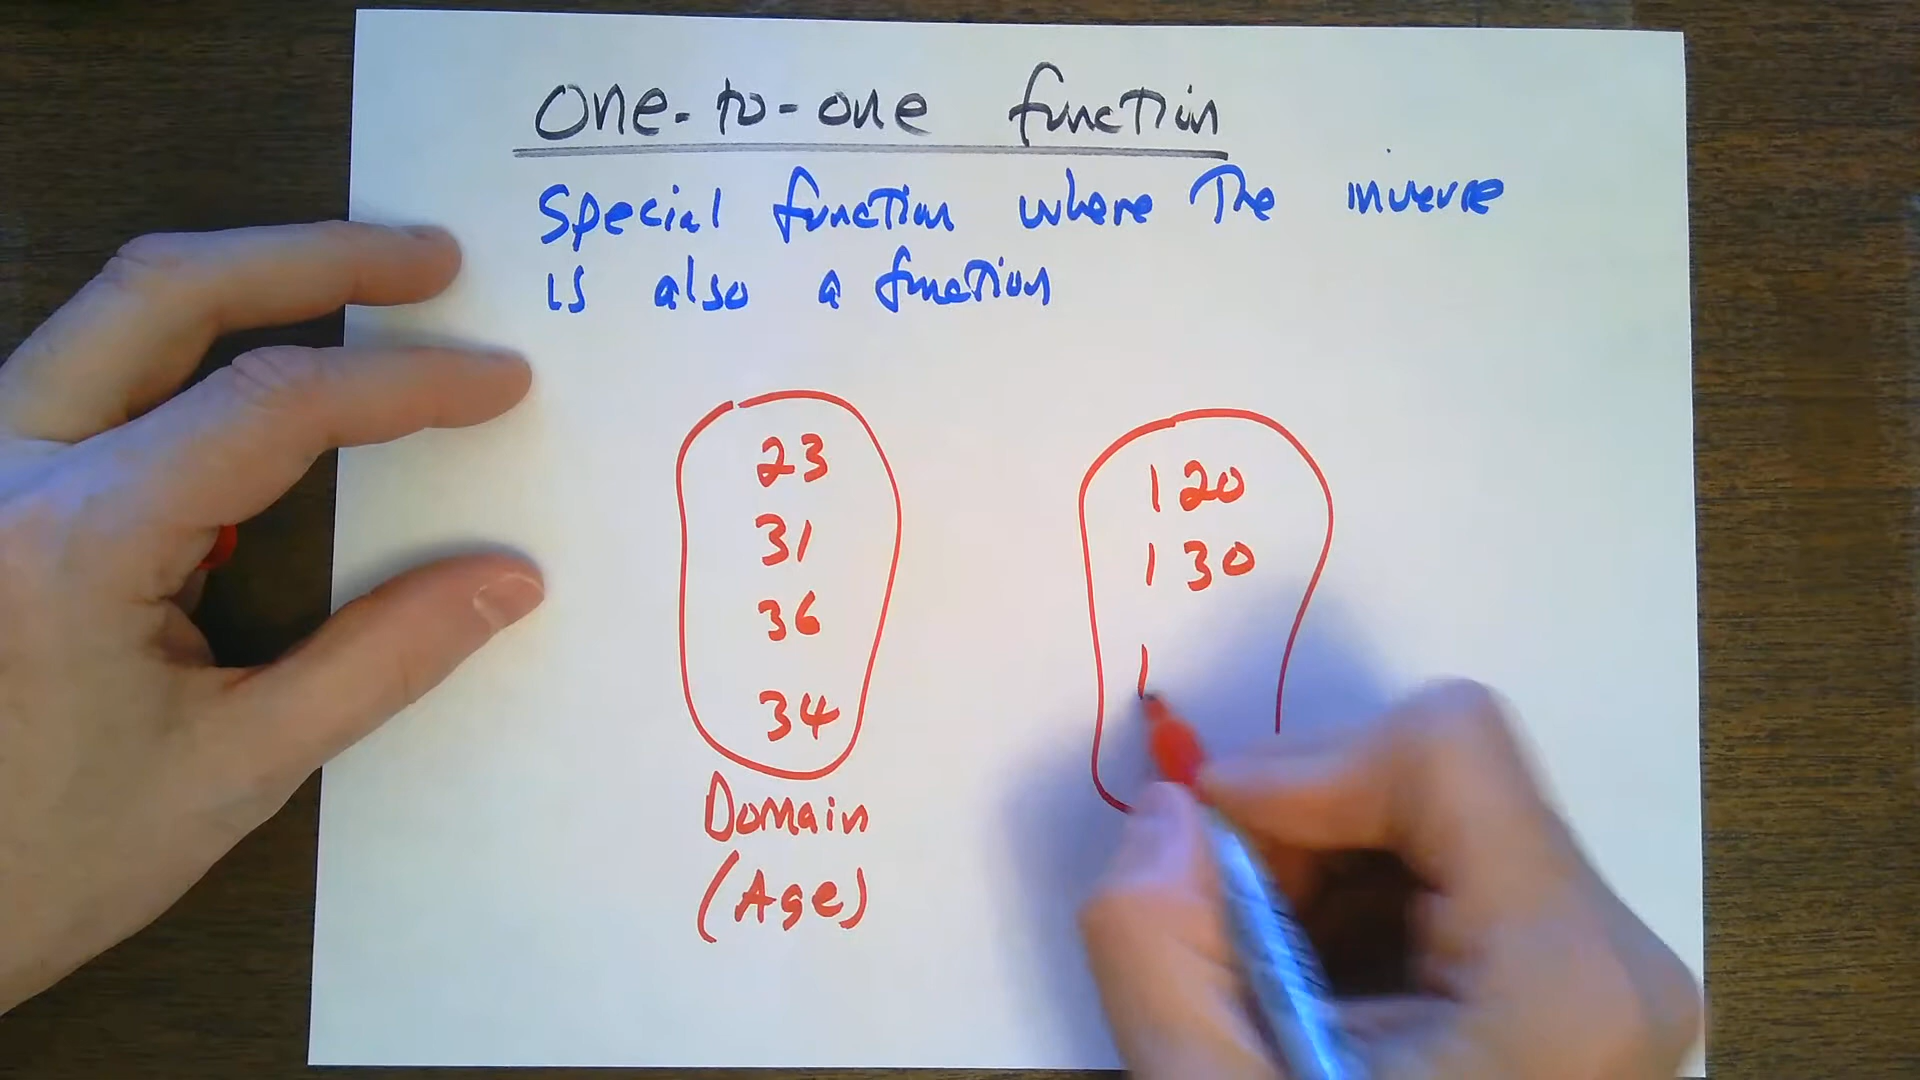 One-to-one function
Special function where the inverse
is also a function
23
31
36
34
Domain
(Age)
120
130
1